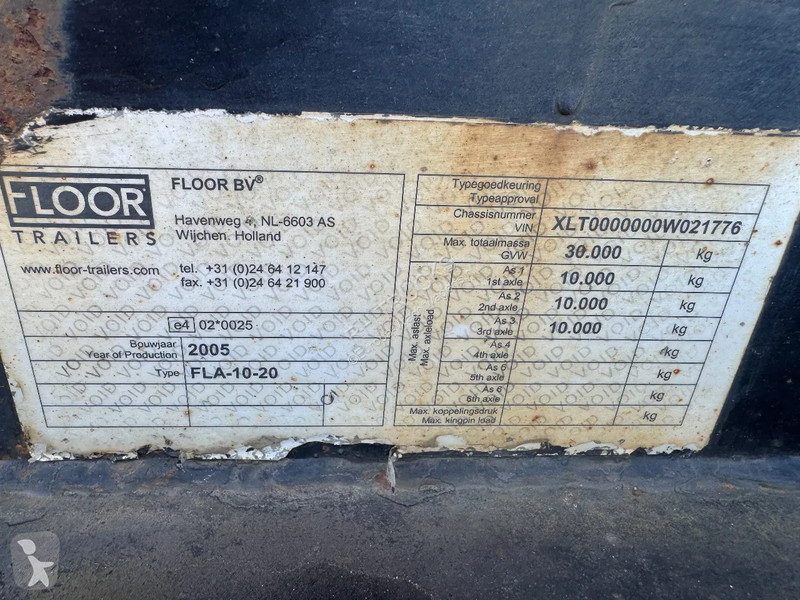 FLOOR
TRAILERS
FLOOR BV®
Havenweg 4, NL-6603 AS
Wijchen. Holland
www.floor-trailers.com
tel. +31 (0)24 64 12 147
fax. +31 (0)24 64 21 900
e4 02*0025
Bouwjaar
Year of Production 2005
Type FLA-10-20
Typegoedkeuring
Typeapproval
Chassisnummer
VIN XLT0000000W021776
Max. totaalmassa
GVW 30.000 kg
Max. aslast
Max. axleload
As 1
1st axle 10.000 kg
As 2
2nd axle 10.000 kg
As 3
3rd axle 10.000 kg
As 4
4th axle kg
As 5
5th axle kg
As 6
6th axle
Max. koppelingsdruk
Max. kingpin load kg